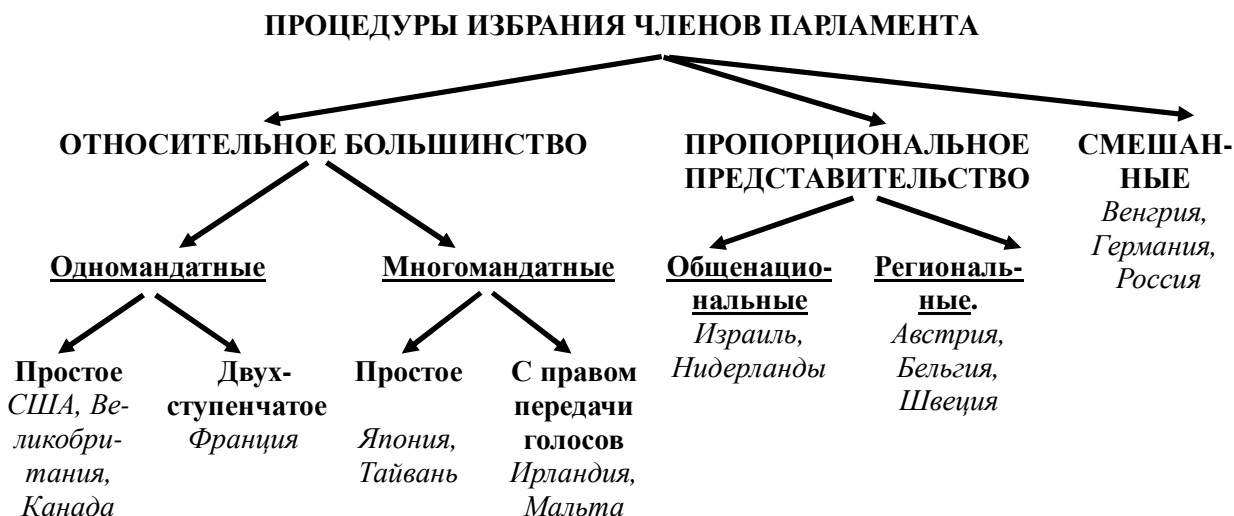 ПРОЦЕДУРЫ ИЗБРАНИЯ ЧЛЕНОВ ПАРЛАМЕНТА
ОТНОСИТЕЛЬНОЕ БОЛЬШИНСТВО
Одномандатные
Простое
США, Ве-
ликобри-
тания,
Канада
Двух-
ступенчатое
Франция
Многомандатные
Простое
Япония,
Тайвань
С правом
передачи
голосов
Ирландия,
Мальта
ПРОПОРЦИОНАЛЬНОЕ
ПРЕДСТАВИТЕЛЬСТВО
Общенацио-
нальные
Израиль,
Нидерланды
Региональ-
ные.
Австрия,
Бельгия,
Швеция
СМЕШАН-
НЫЕ
Венгрия,
Германия,
Россия